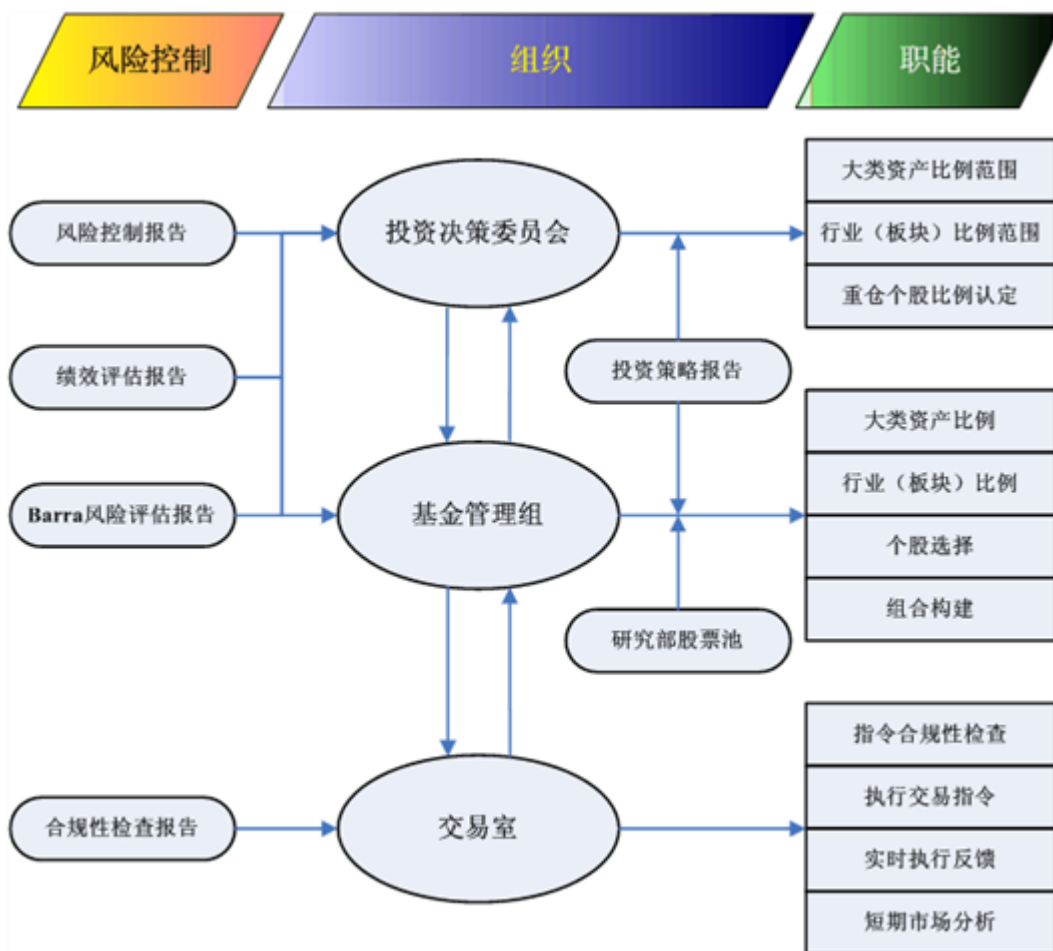 风险控制
组织
职能
大类资产比例范围
风险控制报告
投资决策委员会
行业（板块）比例范围
重仓个股比例认定
绩效评估报告
投资策略报告
大类资产比例
行业（板块）比例
Barra风险评估报告
基金管理组
个股选择
组合构建
研究部股票池
指令合规性检查
执行交易指令
合规性检查报告
交易室
实时执行反馈
短期市场分析